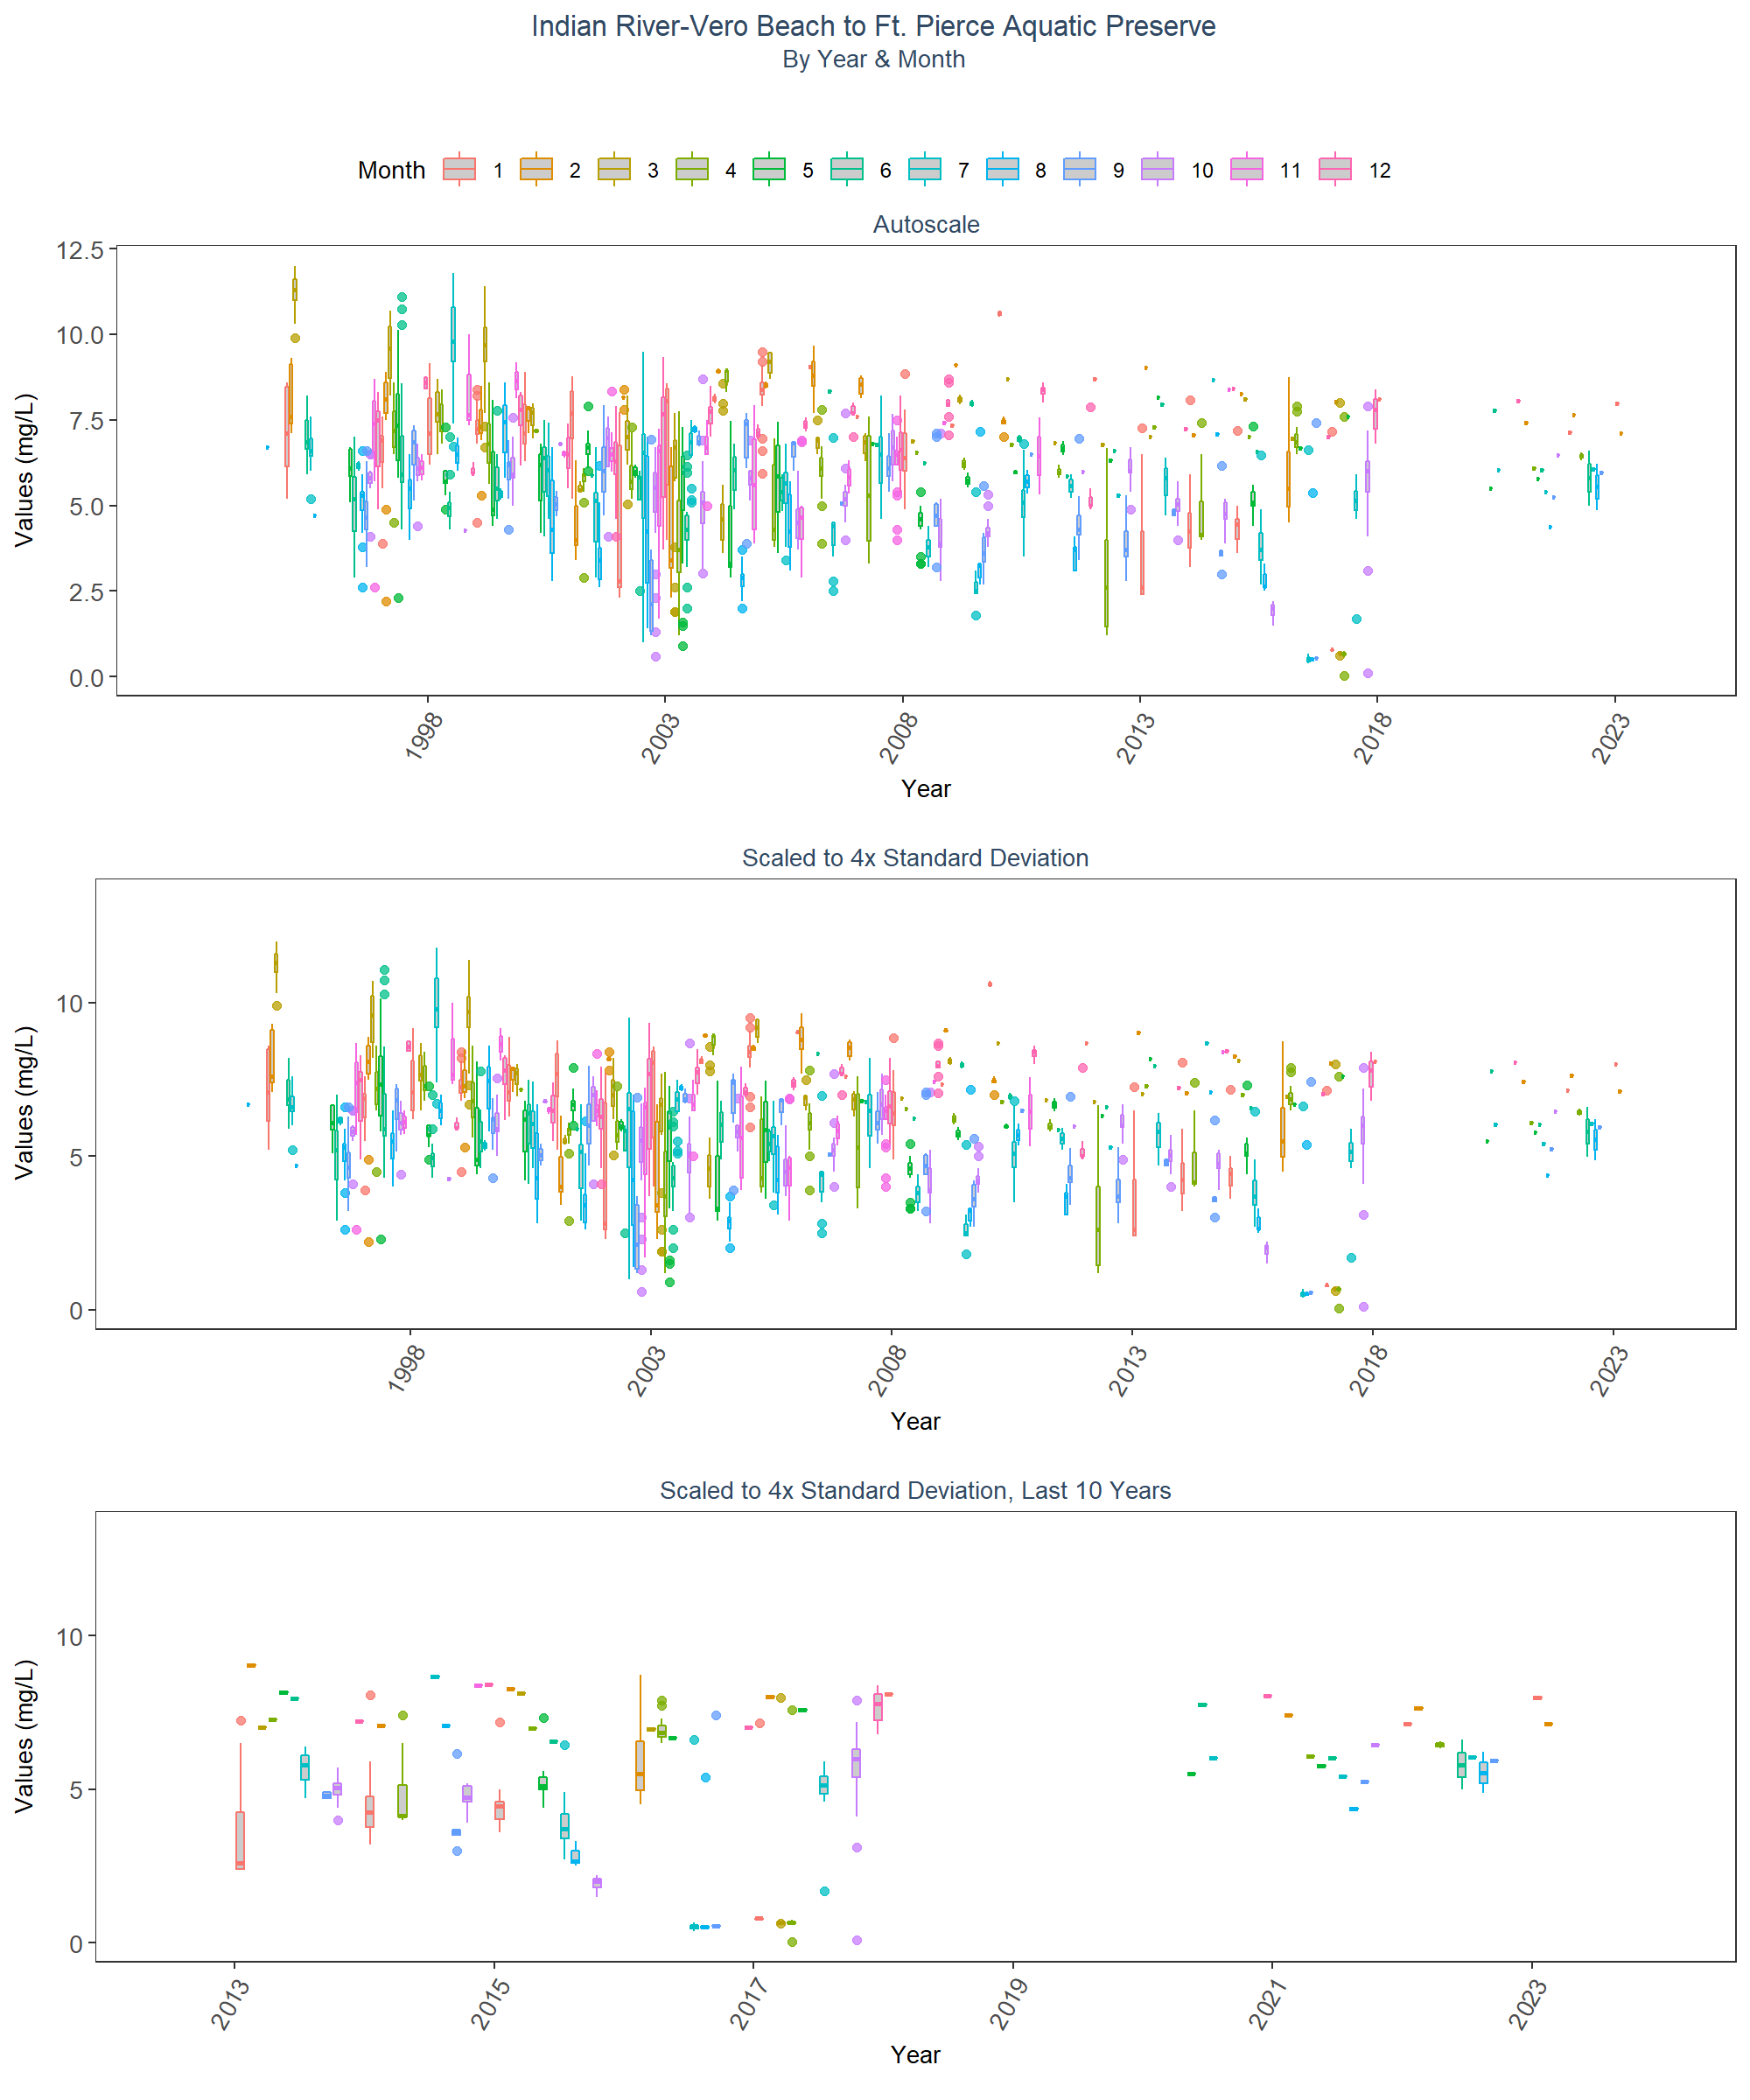 Indian River-Vero Beach to Ft. Pierce Aquatic Preserve
By Year & Month
Month 1 2 3 4 5 6 7 8 9 10 11 12
Autoscale
Values (mg/L)
12.5
10.0
7.5
5.0
2.5
0.0
1998 2003 2008 2013 2018 2023
Year
Scaled to 4x Standard Deviation
Values (mg/L)
10
5
0
1998 2003 2008 2013 2018 2023
Year
Scaled to 4x Standard Deviation, Last 10 Years
Values (mg/L)
10
5
0
2013 2015 2017 2019 2021 2023
Year